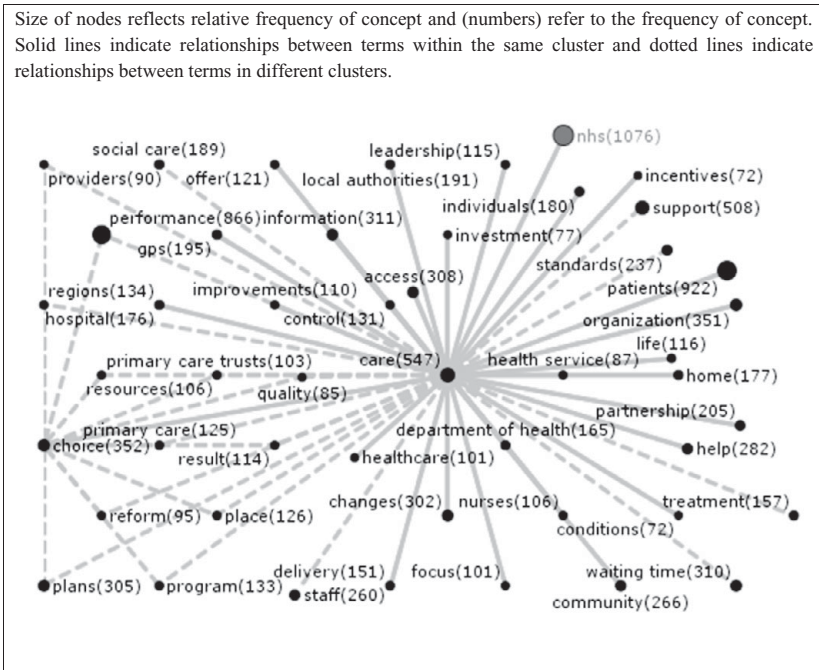 Size of nodes reflects relative frequency of concept and (numbers) refer to the frequency of concept.
Solid lines indicate relationships between terms within the same cluster and dotted lines indicate
relationships between terms in different clusters.
nhs(1076)
social care(189)
leadership(115)
providers(90)
offer(121)
local authorities(191)
incentives(72)
individuals(180)
support(508)
performance(866)
information(311)
gps(195)
investment(77)
standards(237)
access(308)
patients(922)
regions(134)
improvements(110)
hospital(176)
control(131)
organization(351)
life(116)
primary care trusts(103)
care(547)
health service(87)
home(177)
resources(106)
quality(85)
partnership(205)
primary care(125)
department of health(165)
choice(352)
result(114)
healthcare(101)
help(282)
changes(302)
nurses(106)
treatment(157)
reform(95)
place(126)
conditions(72)
delivery(151)
focus(101)
waiting time(310)
plans(305)
program(133)
staff(260)
community(266)